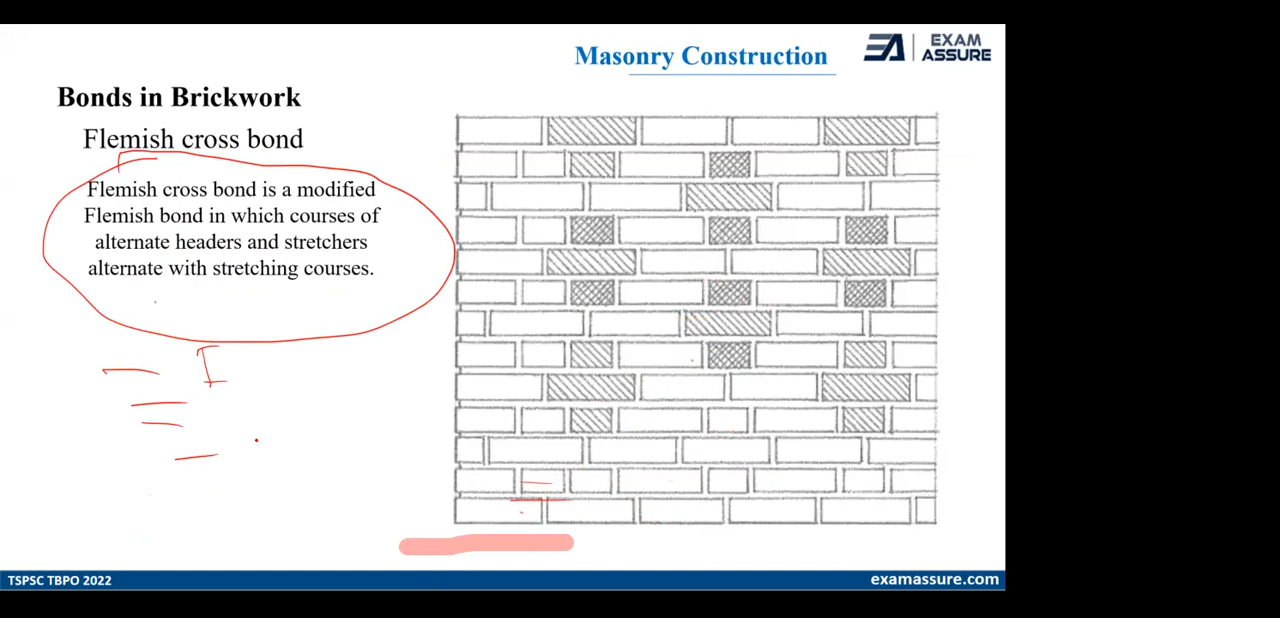 Masonry Construction
EXAM
ASSURE
Bonds in Brickwork
Flemish cross bond
Flemish cross bond is a modified
Flemish bond in which courses of
alternate headers and stretchers
alternate with stretching courses.
TSPSC TBPO 2022
examassure.com